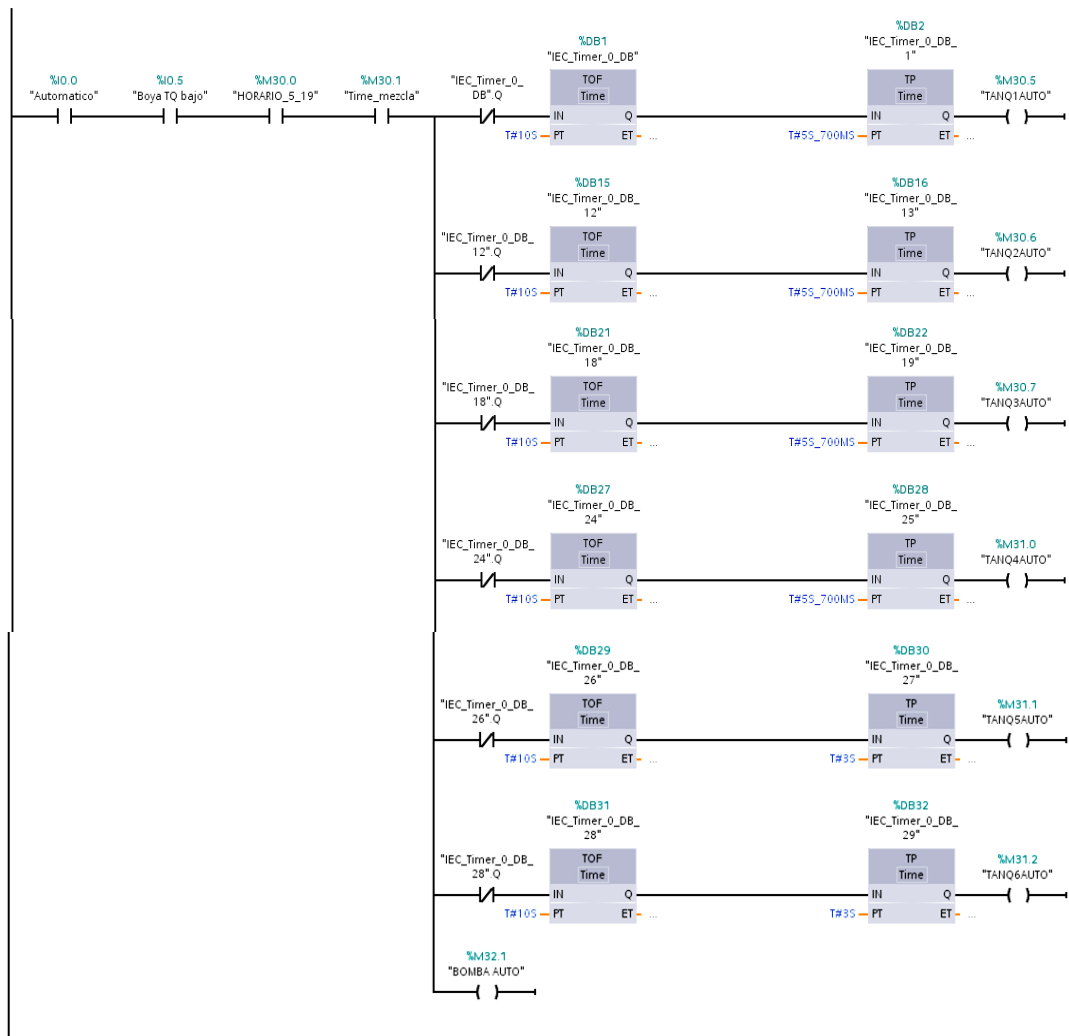 %DB1
"IEC_Timer_0_DB"
%DB2
"IEC_Timer_0_DB_
1"
%I0.0
"Automatico"
%I0.5
"Boya TQ bajo"
%M30.0
"HORARIO_5_19"
%M30.1
"Time_mezcla"
"IEC_Timer_0_
DB".Q
TOF
Time
TP
Time
%M30.5
"TANQ1AUTO"
IN Q
IN Q
T#10S PT ET ...
T#5S_700MS PT ET ...
%DB15
"IEC_Timer_0_DB_
12"
%DB16
"IEC_Timer_0_DB_
13"
"IEC_Timer_0_DB_
12".Q
TOF
Time
TP
Time
%M30.6
"TANQ2AUTO"
IN Q
IN Q
T#10S PT ET ...
T#5S_700MS PT ET ...
%DB21
"IEC_Timer_0_DB_
18"
%DB22
"IEC_Timer_0_DB_
19"
"IEC_Timer_0_DB_
18".Q
TOF
Time
TP
Time
%M30.7
"TANQ3AUTO"
IN Q
IN Q
T#10S PT ET ...
T#5S_700MS PT ET ...
%DB27
"IEC_Timer_0_DB_
24"
%DB28
"IEC_Timer_0_DB_
25"
"IEC_Timer_0_DB_
24".Q
TOF
Time
TP
Time
%M31.0
"TANQ4AUTO"
IN Q
IN Q
T#10S PT ET ...
T#5S_700MS PT ET ...
%DB29
"IEC_Timer_0_DB_
26"
%DB30
"IEC_Timer_0_DB_
27"
"IEC_Timer_0_DB_
26".Q
TOF
Time
TP
Time
%M31.1
"TANQ5AUTO"
IN Q
IN Q
T#10S PT ET ...
T#3S PT ET ...
%DB31
"IEC_Timer_0_DB_
28"
%DB32
"IEC_Timer_0_DB_
29"
"IEC_Timer_0_DB_
28".Q
TOF
Time
TP
Time
%M31.2
"TANQ6AUTO"
IN Q
IN Q
T#10S PT ET ...
T#3S PT ET ...
%M32.1
"BOMBA AUTO"